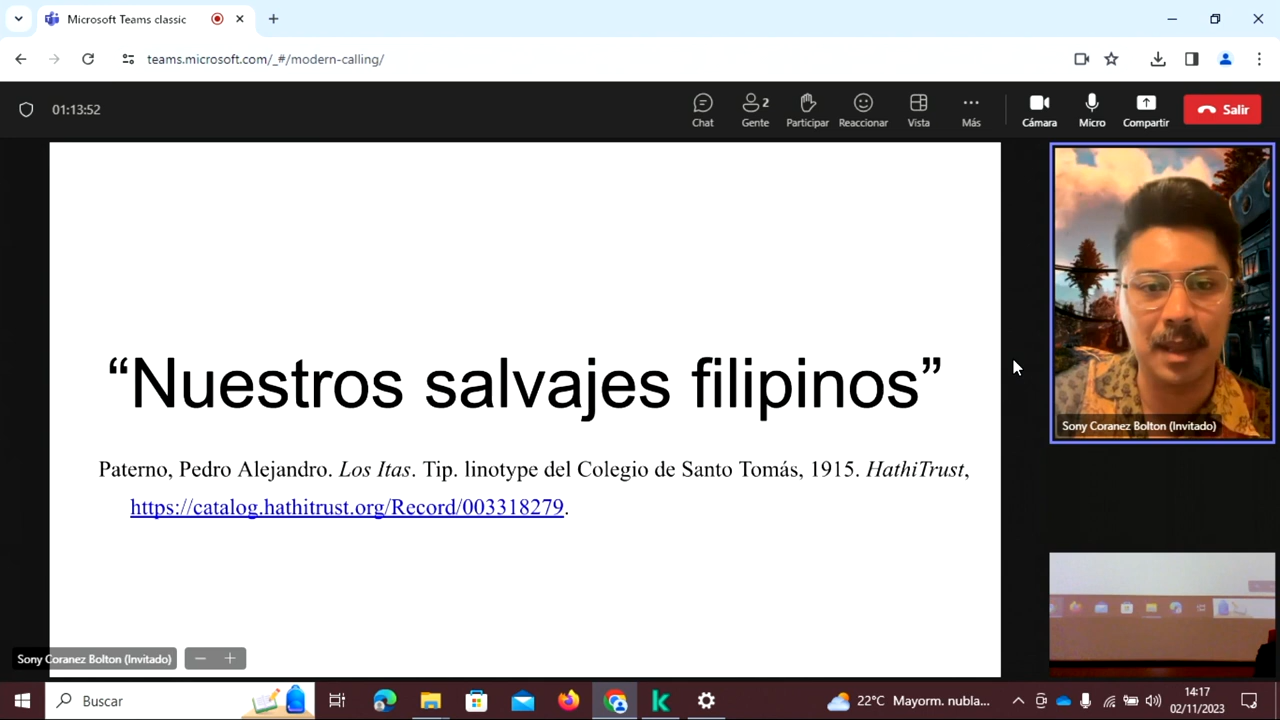 Microsoft Teams classic
teams.microsoft.com/_#/modern-calling/
01:13:52
2
Chat
Gente
Participar
Reaccionar
Vista
Más
Cámara
Micro
Compartir
Salir
“Nuestros salvajes filipinos”
Paterno, Pedro Alejandro. Los Itas. Tip. linotype del Colegio de Santo Tomás, 1915. HathiTrust,
https://catalog.hathitrust.org/Record/003318279.
Sony Coranez Bolton (Invitado)
Sony Coranez Bolton (Invitado)
Buscar
22°C Mayorm. nubla...
14:17
02/11/2023